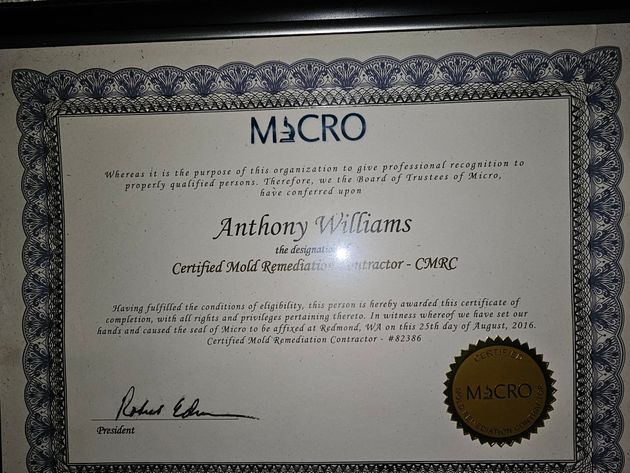 MICRO
Whereas it is the purpose of this organization to give professional recognition to
properly qualified persons. Therefore, we the Board of Trustees of Micro,
have conferred upon
Anthony Williams
the designation
Certified Mold Remediation Contractor - CMRC
Having fulfilled the conditions of eligibility, this person is hereby awarded this certificate of
completion, with all rights and privileges pertaining thereto. In witness whereof we have set our
hands and caused the seal of Micro to be affixed at Redmond, WA on this 25th day of August, 2016.
Certified Mold Remediation Contractor - #82386
CERTIFIED
MICRO
MOLD REMEDIATION CONTRACTOR
President